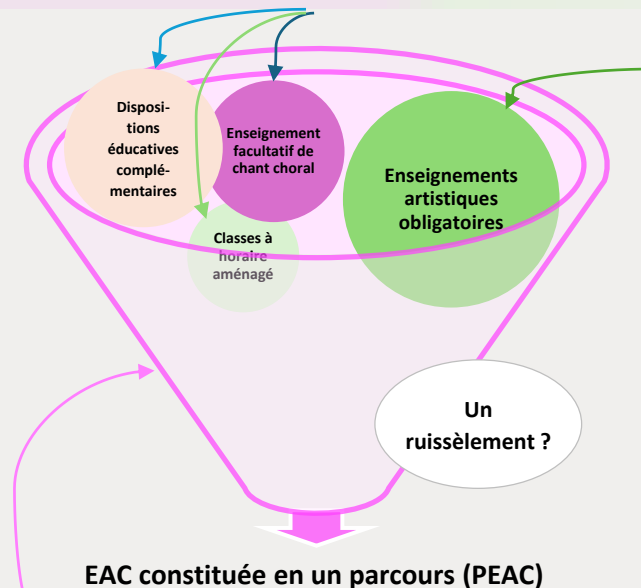 Disposi-
tions
éducatives
complé-
mentaires
Enseignement
facultatif de
chant choral
Enseignements
artistiques
obligatoires
Classes à
horaire
aménagé
Un
ruissèlement ?
EAC constituée en un parcours (PEAC)